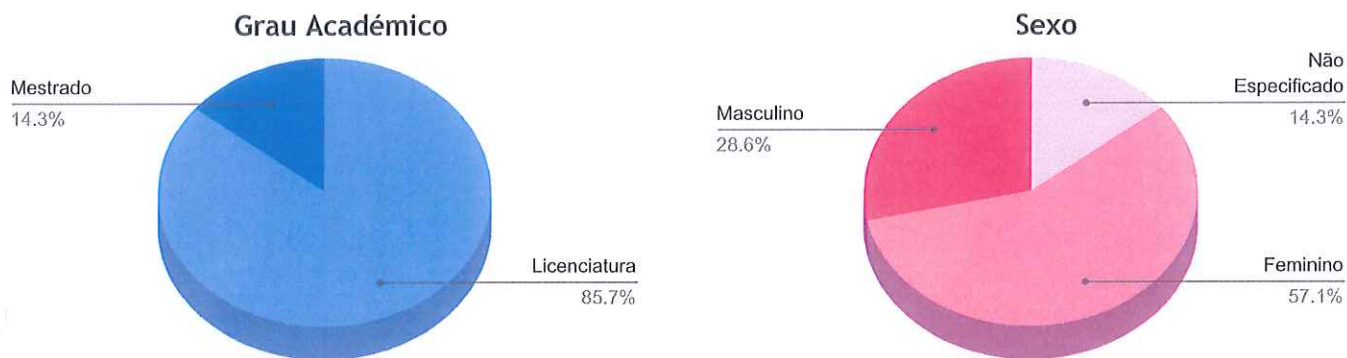 Grau Académico
Mestrado
14.3%
Licenciatura
85.7%
Sexo
Não
Especificado
14.3%
Masculino
28.6%
Feminino
57.1%